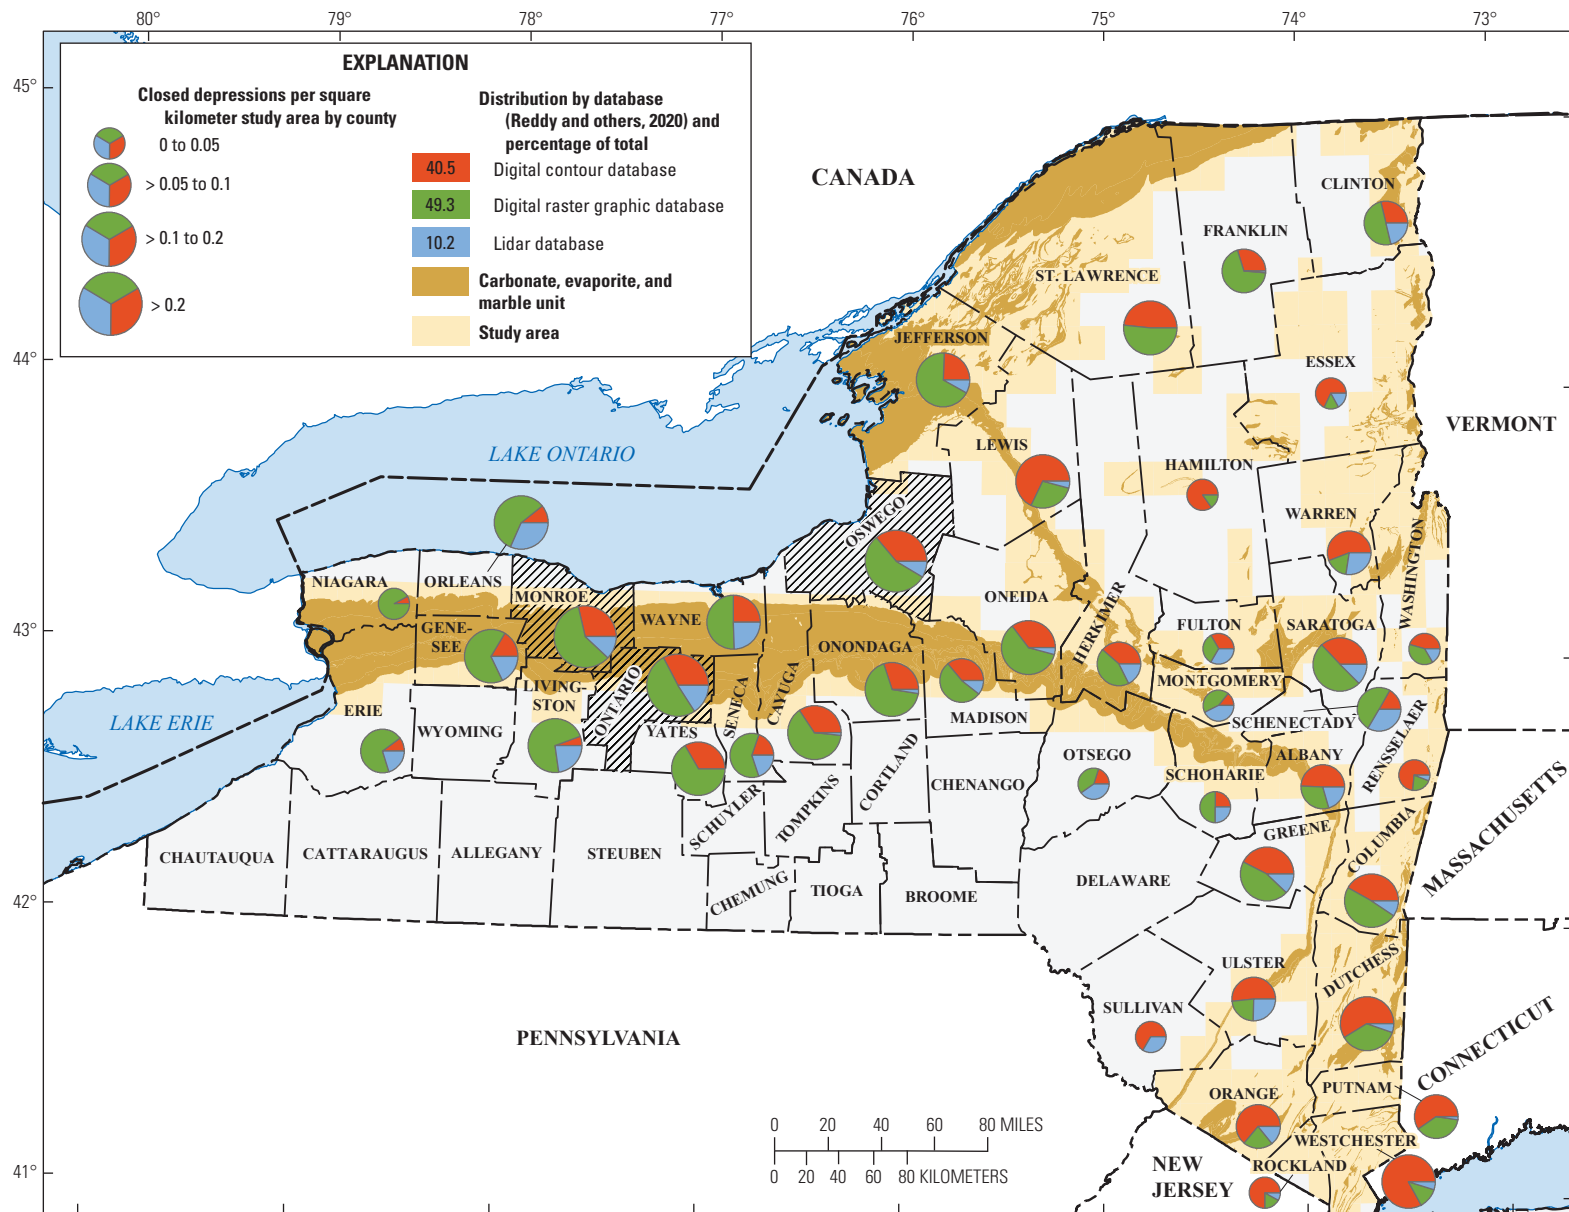 80°
79°
78°
77°
76°
75°
74°
73°
45°
44°
43°
42°
41°
EXPLANATION
Closed depressions per square
kilometer study area by county
0 to 0.05
> 0.05 to 0.1
> 0.1 to 0.2
> 0.2
Distribution by database
(Reddy and others, 2020) and
percentage of total
40.5 Digital contour database
49.3 Digital raster graphic database
10.2 Lidar database
Carbonate, evaporite, and
marble unit
Study area
CANADA
CLINTON
FRANKLIN
ST. LAWRENCE
JEFFERSON
ESSEX
VERMONT
LAKE ONTARIO
LEWIS
HAMILTON
OSWEGO
WARREN
WASHINGTON
NIAGARA
ORLEANS
MONROE
WAYNE
ONEIDA
HERKIMER
FULTON
SARATOGA
GENE-
SEE
ONONDAGA
MONTGOMERY
LIVING-
STON
ONTARIO
SENECA
CAYUGA
MADISON
SCHENECTADY
RENSSELAER
LAKE ERIE
ERIE
WYOMING
YATES
OTSEGO
ALBANY
SCHOHARIE
CORTLAND
CHENANGO
SCHUYLER
TOMPKINS
GREENE
COLUMBIA
MASSACHUSETTS
CHAUTAUQUA
CATTARAUGUS
ALLEGANY
STEUBEN
CHEMUNG
TIOGA
BROOME
DELAWARE
ULSTER
DUTCHESS
SULLIVAN
PENNSYLVANIA
CONNECTICUT
ORANGE
PUTNAM
WESTCHESTER
ROCKLAND
NEW
JERSEY
0 20 40 60 80 MILES
0 20 40 60 80 KILOMETERS